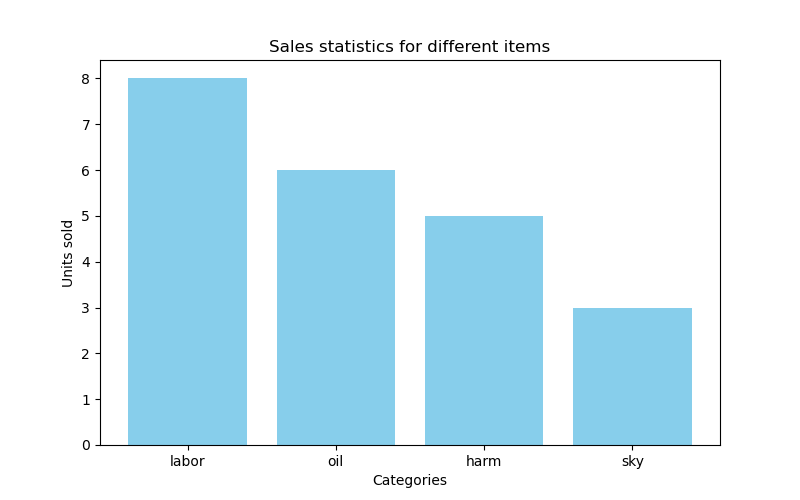 Sales statistics for different items
Units sold
8
7
6
5
4
3
2
1
0
labor oil harm sky
Categories